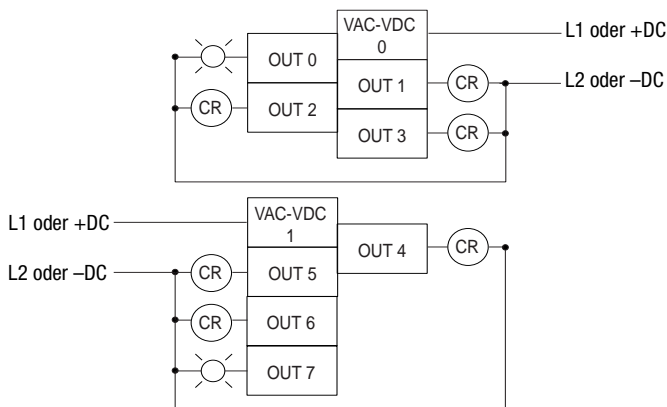 VAC-VDC
0
L1 oder +DC
OUT 0
OUT 1
CR
L2 oder –DC
CR
OUT 2
OUT 3
CR
L1 oder +DC
VAC-VDC
1
OUT 4
CR
L2 oder –DC
CR
OUT 5
CR
OUT 6
OUT 7